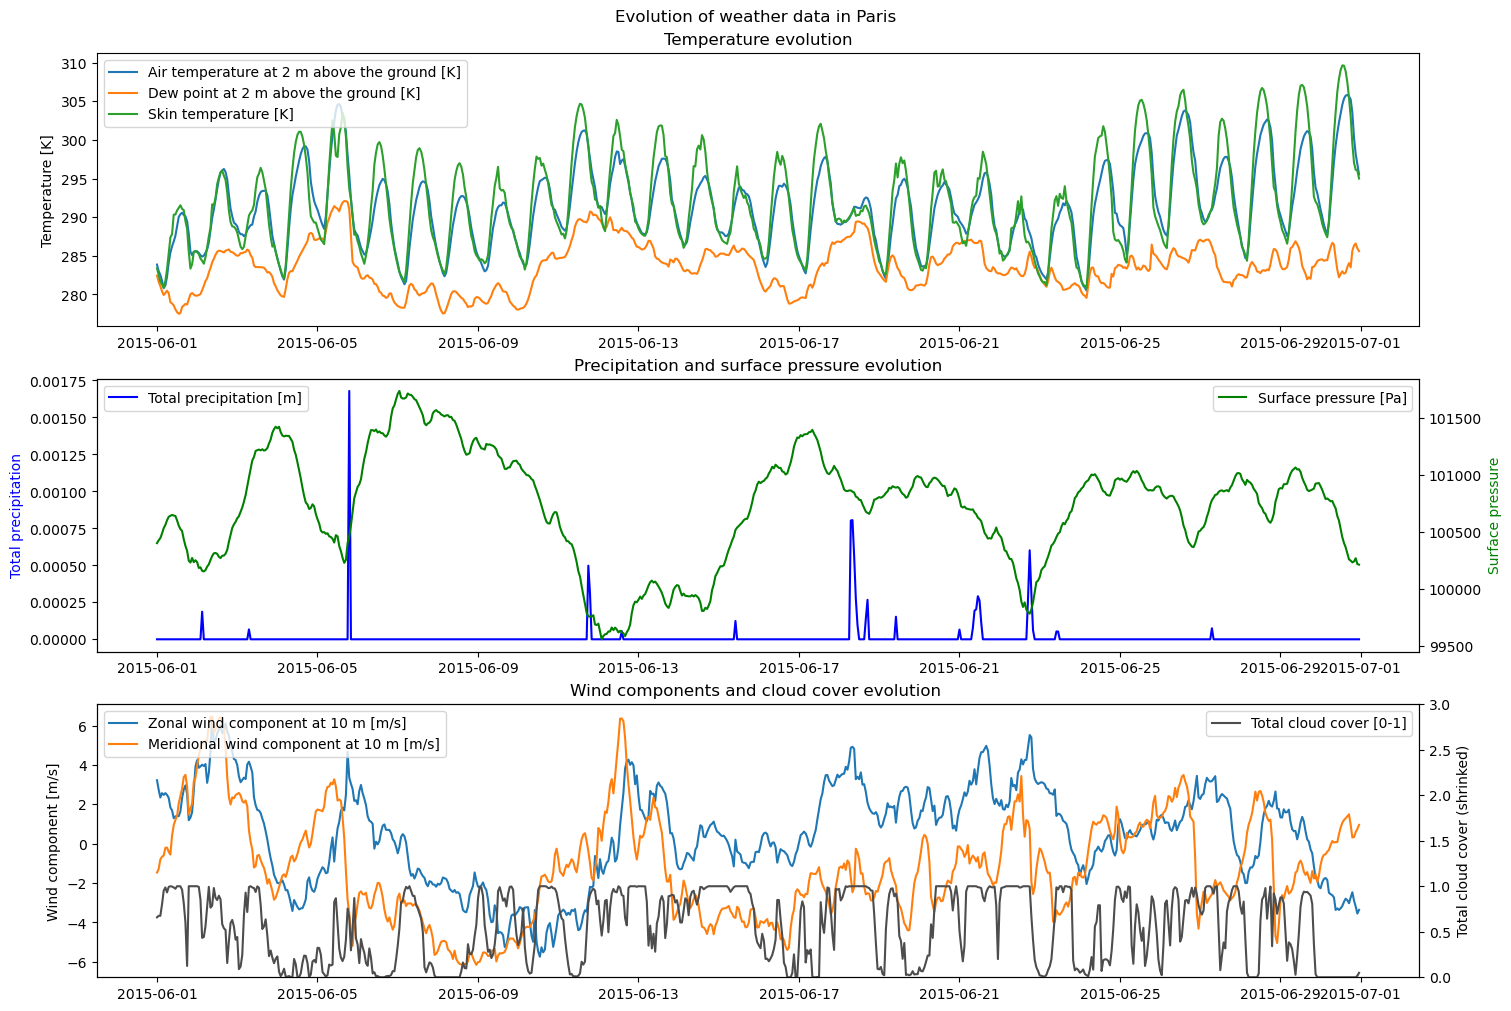 Evolution of weather data in Paris
Temperature evolution
Temperature [K]
310
305
300
295
290
285
280
Air temperature at 2 m above the ground [K]
Dew point at 2 m above the ground [K]
Skin temperature [K]
2015-06-01 2015-06-05 2015-06-09 2015-06-13 2015-06-17 2015-06-21 2015-06-25 2015-06-29 2015-07-01
Precipitation and surface pressure evolution
Total precipitation
0.00175
0.00150
0.00125
0.00100
0.00075
0.00050
0.00025
0.00000
Total precipitation [m]
Surface pressure [Pa]
101500
101000
100500
100000
99500
Surface pressure
2015-06-01 2015-06-05 2015-06-09 2015-06-13 2015-06-17 2015-06-21 2015-06-25 2015-06-29 2015-07-01
Wind components and cloud cover evolution
Wind component [m/s]
6
4
2
0
−2
−4
−6
Zonal wind component at 10 m [m/s]
Meridional wind component at 10 m [m/s]
Total cloud cover [0-1]
3.0
2.5
2.0
1.5
1.0
0.5
0.0
Total cloud cover (shrinked)
2015-06-01 2015-06-05 2015-06-09 2015-06-13 2015-06-17 2015-06-21 2015-06-25 2015-06-29 2015-07-01